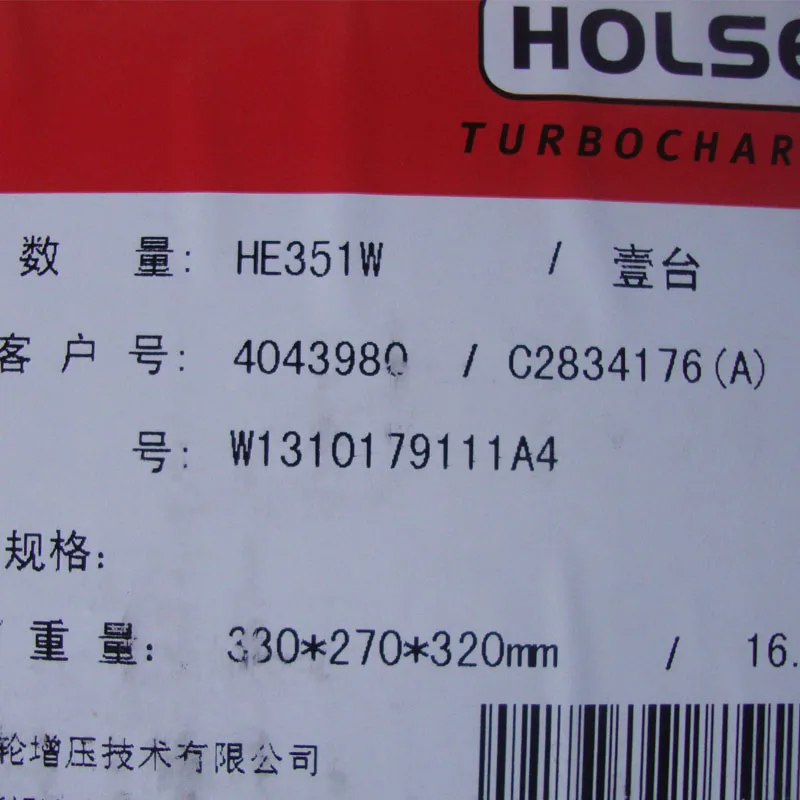 HOLSE
TURBOCHAR
数 量: HE351W / 壹台
客 户 号: 4043980 / C2834176(A)
号: W1310179111A4
规格:
重 量: 330*270*320mm / 16.
轮增压技术有限公司